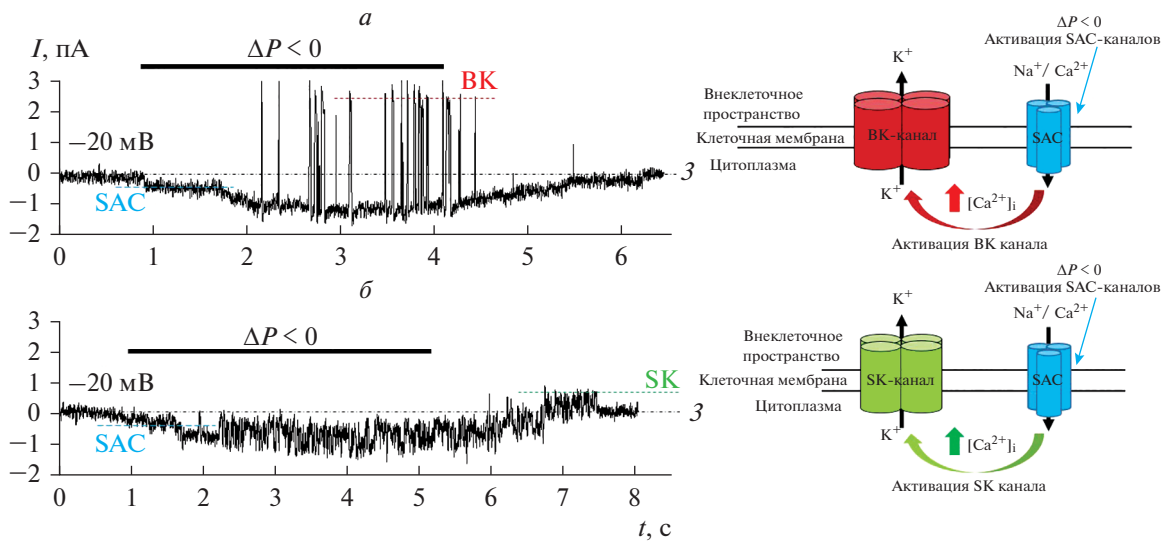 а
I, пА
ΔP < 0
3
2
1
0
−1
−2
BK
−20 мВ
SAC
З
0 1 2 3 4 5 6
ΔP < 0
Активация SAC-каналов
K⁺
Na⁺/ Ca²⁺
Внеклеточное
пространство
Клеточная мембрана
Цитоплазма
BK-канал
SAC
K⁺
[Ca²⁺]i
Активация BK канала
б
ΔP < 0
3
2
1
0
−1
−2
SK
−20 мВ
SAC
З
0 1 2 3 4 5 6 7 8
t, с
ΔP < 0
Активация SAC-каналов
K⁺
Na⁺/ Ca²⁺
Внеклеточное
пространство
Клеточная мембрана
Цитоплазма
SK-канал
SAC
K⁺
[Ca²⁺]i
Активация SK канала